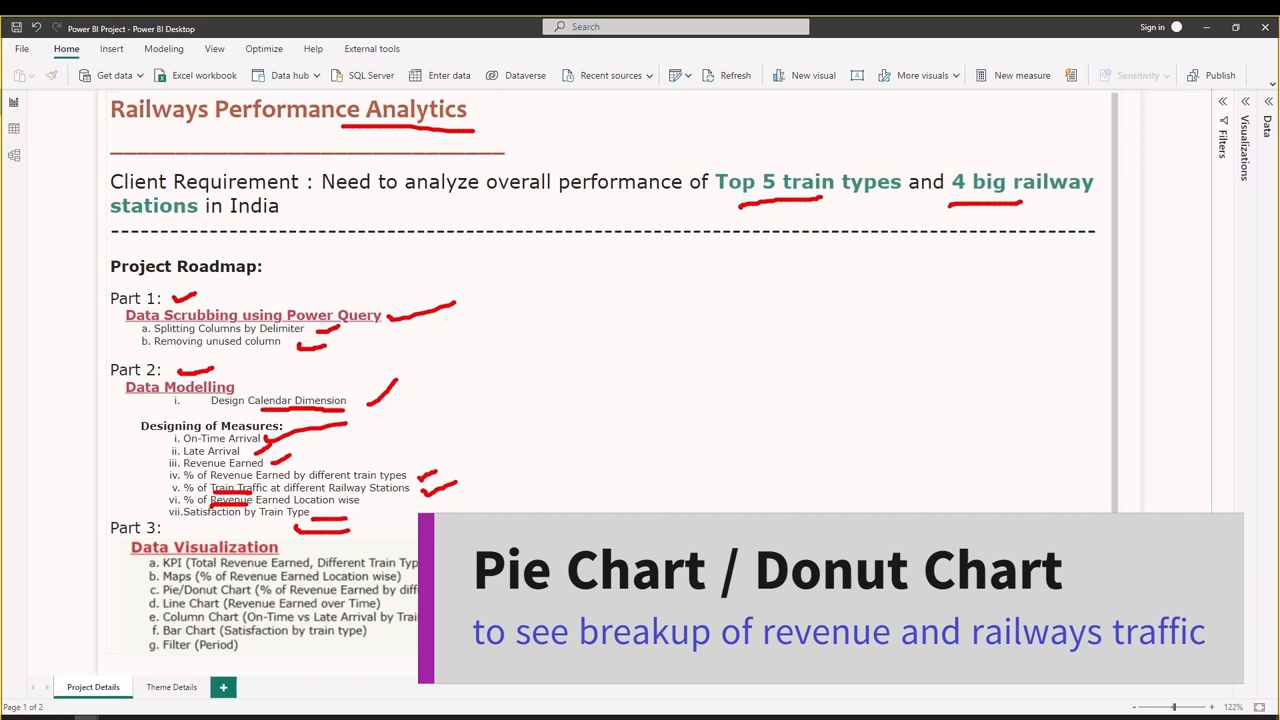 Power BI Project - Power BI Desktop
Search
Sign in
File Home Insert Modeling View Optimize Help External tools
Get data Excel workbook Data hub SQL Server Enter data Dataverse Recent sources Refresh New visual More visuals New measure Sensitivity Publish
Railways Performance Analytics
Client Requirement : Need to analyze overall performance of Top 5 train types and 4 big railway
stations in India
Project Roadmap:
Part 1:
Data Scrubbing using Power Query
a. Splitting Columns by Delimiter
b. Removing unused column
Part 2:
Data Modelling
i. Design Calendar Dimension
Designing of Measures:
i. On-Time Arrival
ii. Late Arrival
iii. Revenue Earned
iv. % of Revenue Earned by different train types
v. % of Train Traffic at different Railway Stations
vi. % of Revenue Earned Location wise
vii.Satisfaction by Train Type
Part 3:
Data Visualization
a. KPI (Total Revenue Earned, Different Train Typ
b. Maps (% of Revenue Earned Location wise)
c. Pie/Donut Chart (% of Revenue Earned by diff
d. Line Chart (Revenue Earned over Time)
e. Column Chart (On-Time vs Late Arrival by Trai
f. Bar Chart (Satisfaction by train type)
g. Filter (Period)
Pie Chart / Donut Chart
to see breakup of revenue and railways traffic
Filters
Visualizations
Data
Project Details
Theme Details
Page 1 of 2
122%